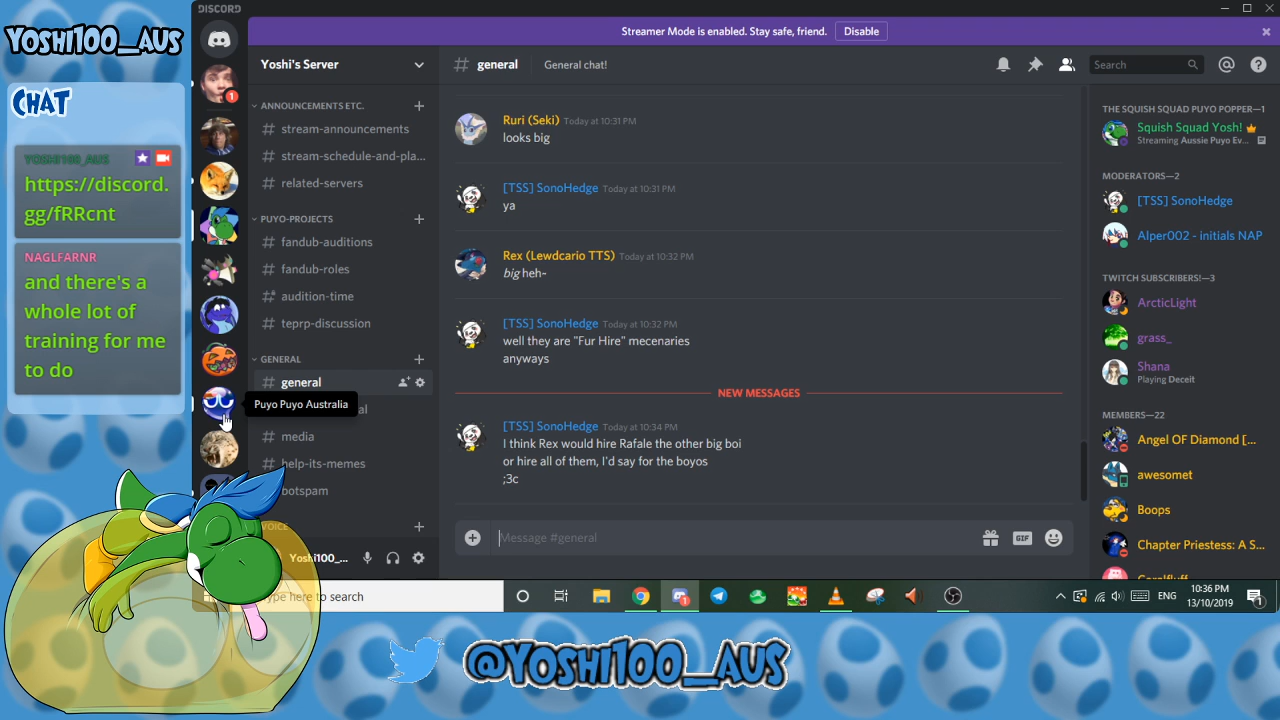 YOSHI100_AUS
CHAT
YOSHI100_AUS
https://discord.
gg/fRRcnt
NAGLFARNR
and there's a
whole lot of
training for me
to do
DISCORD
Streamer Mode is enabled. Stay safe, friend.
Disable
1
Yoshi's Server
ANNOUNCEMENTS ETC.
# stream-announcements
# stream-schedule-and-pla...
# related-servers
PUYO-PROJECTS
# fandub-auditions
# fandub-roles
# audition-time
# teprp-discussion
GENERAL
# general
Puyo Puyo Australia
al
# media
# help-its-memes
botspam
VOICE
Yoshi100_...
# general
General chat!
Search
Ruri (Seki) Today at 10:31 PM
looks big
[TSS] SonoHedge Today at 10:31 PM
ya
Rex (Lewdcario TTS) Today at 10:32 PM
big heh~
[TSS] SonoHedge Today at 10:32 PM
well they are "Fur Hire" mecenaries
anyways
NEW MESSAGES
[TSS] SonoHedge Today at 10:34 PM
I think Rex would hire Rafale the other big boi
or hire all of them, I'd say for the boyos
;3c
Message #general
GIF
THE SQUISH SQUAD PUYO POPPER—1
Squish Squad Yosh!
Streaming Aussie Puyo Ev...
MODERATORS—2
[TSS] SonoHedge
Alper002 - initials NAP
TWITCH SUBSCRIBERS!—3
ArcticLight
grass_
Shana
Playing Deceit
MEMBERS—22
Angel OF Diamond [...
awesomet
Boops
Chapter Priestess: A S...
ype here to search
ENG
10:36 PM
13/10/2019
1
@YOSHI100_AUS